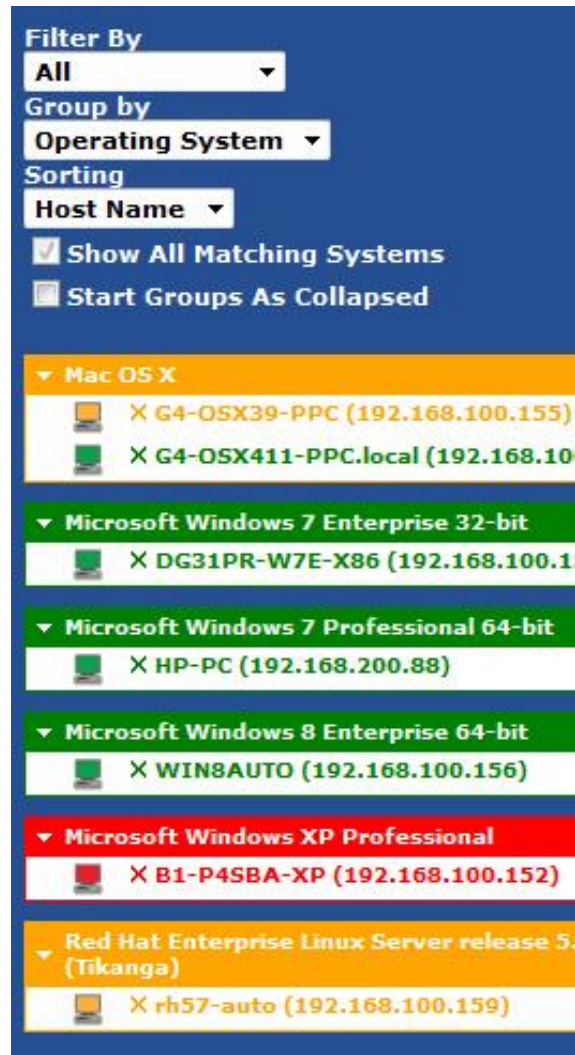 Filter By
All
Group by
Operating System
Sorting
Host Name
Show All Matching Systems
Start Groups As Collapsed
Mac OS X
G4-OSX39-PPC (192.168.100.155)
G4-OSX411-PPC.local (192.168.10
Microsoft Windows 7 Enterprise 32-bit
DG31PR-W7E-X86 (192.168.100.1
Microsoft Windows 7 Professional 64-bit
HP-PC (192.168.200.88)
Microsoft Windows 8 Enterprise 64-bit
WIN8AUTO (192.168.100.156)
Microsoft Windows XP Professional
B1-P4SBA-XP (192.168.100.152)
Red Hat Enterprise Linux Server release 5.
(Tikanga)
rh57-auto (192.168.100.159)